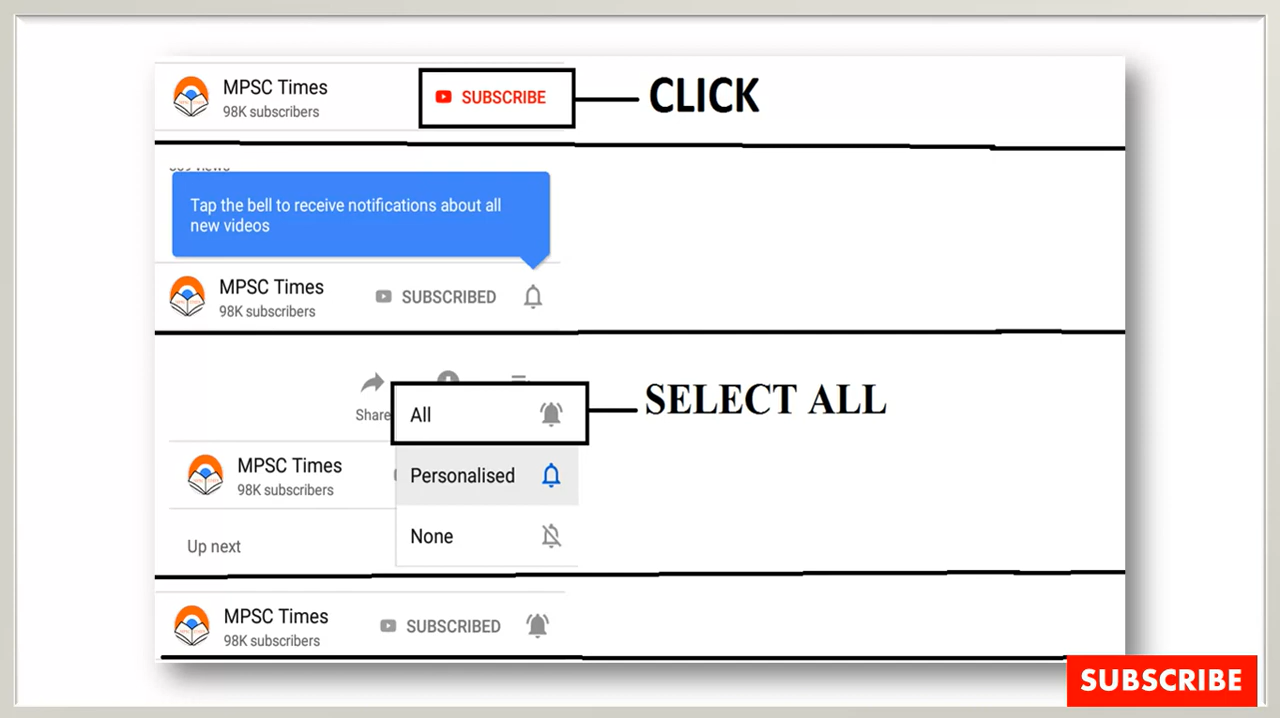 MPSC Times
98K subscribers
SUBSCRIBE
CLICK
Tap the bell to receive notifications about all
new videos
MPSC Times
98K subscribers
SUBSCRIBED
Share
All
SELECT ALL
MPSC Times
98K subscribers
Personalised
None
Up next
MPSC Times
98K subscribers
SUBSCRIBED
SUBSCRIBE